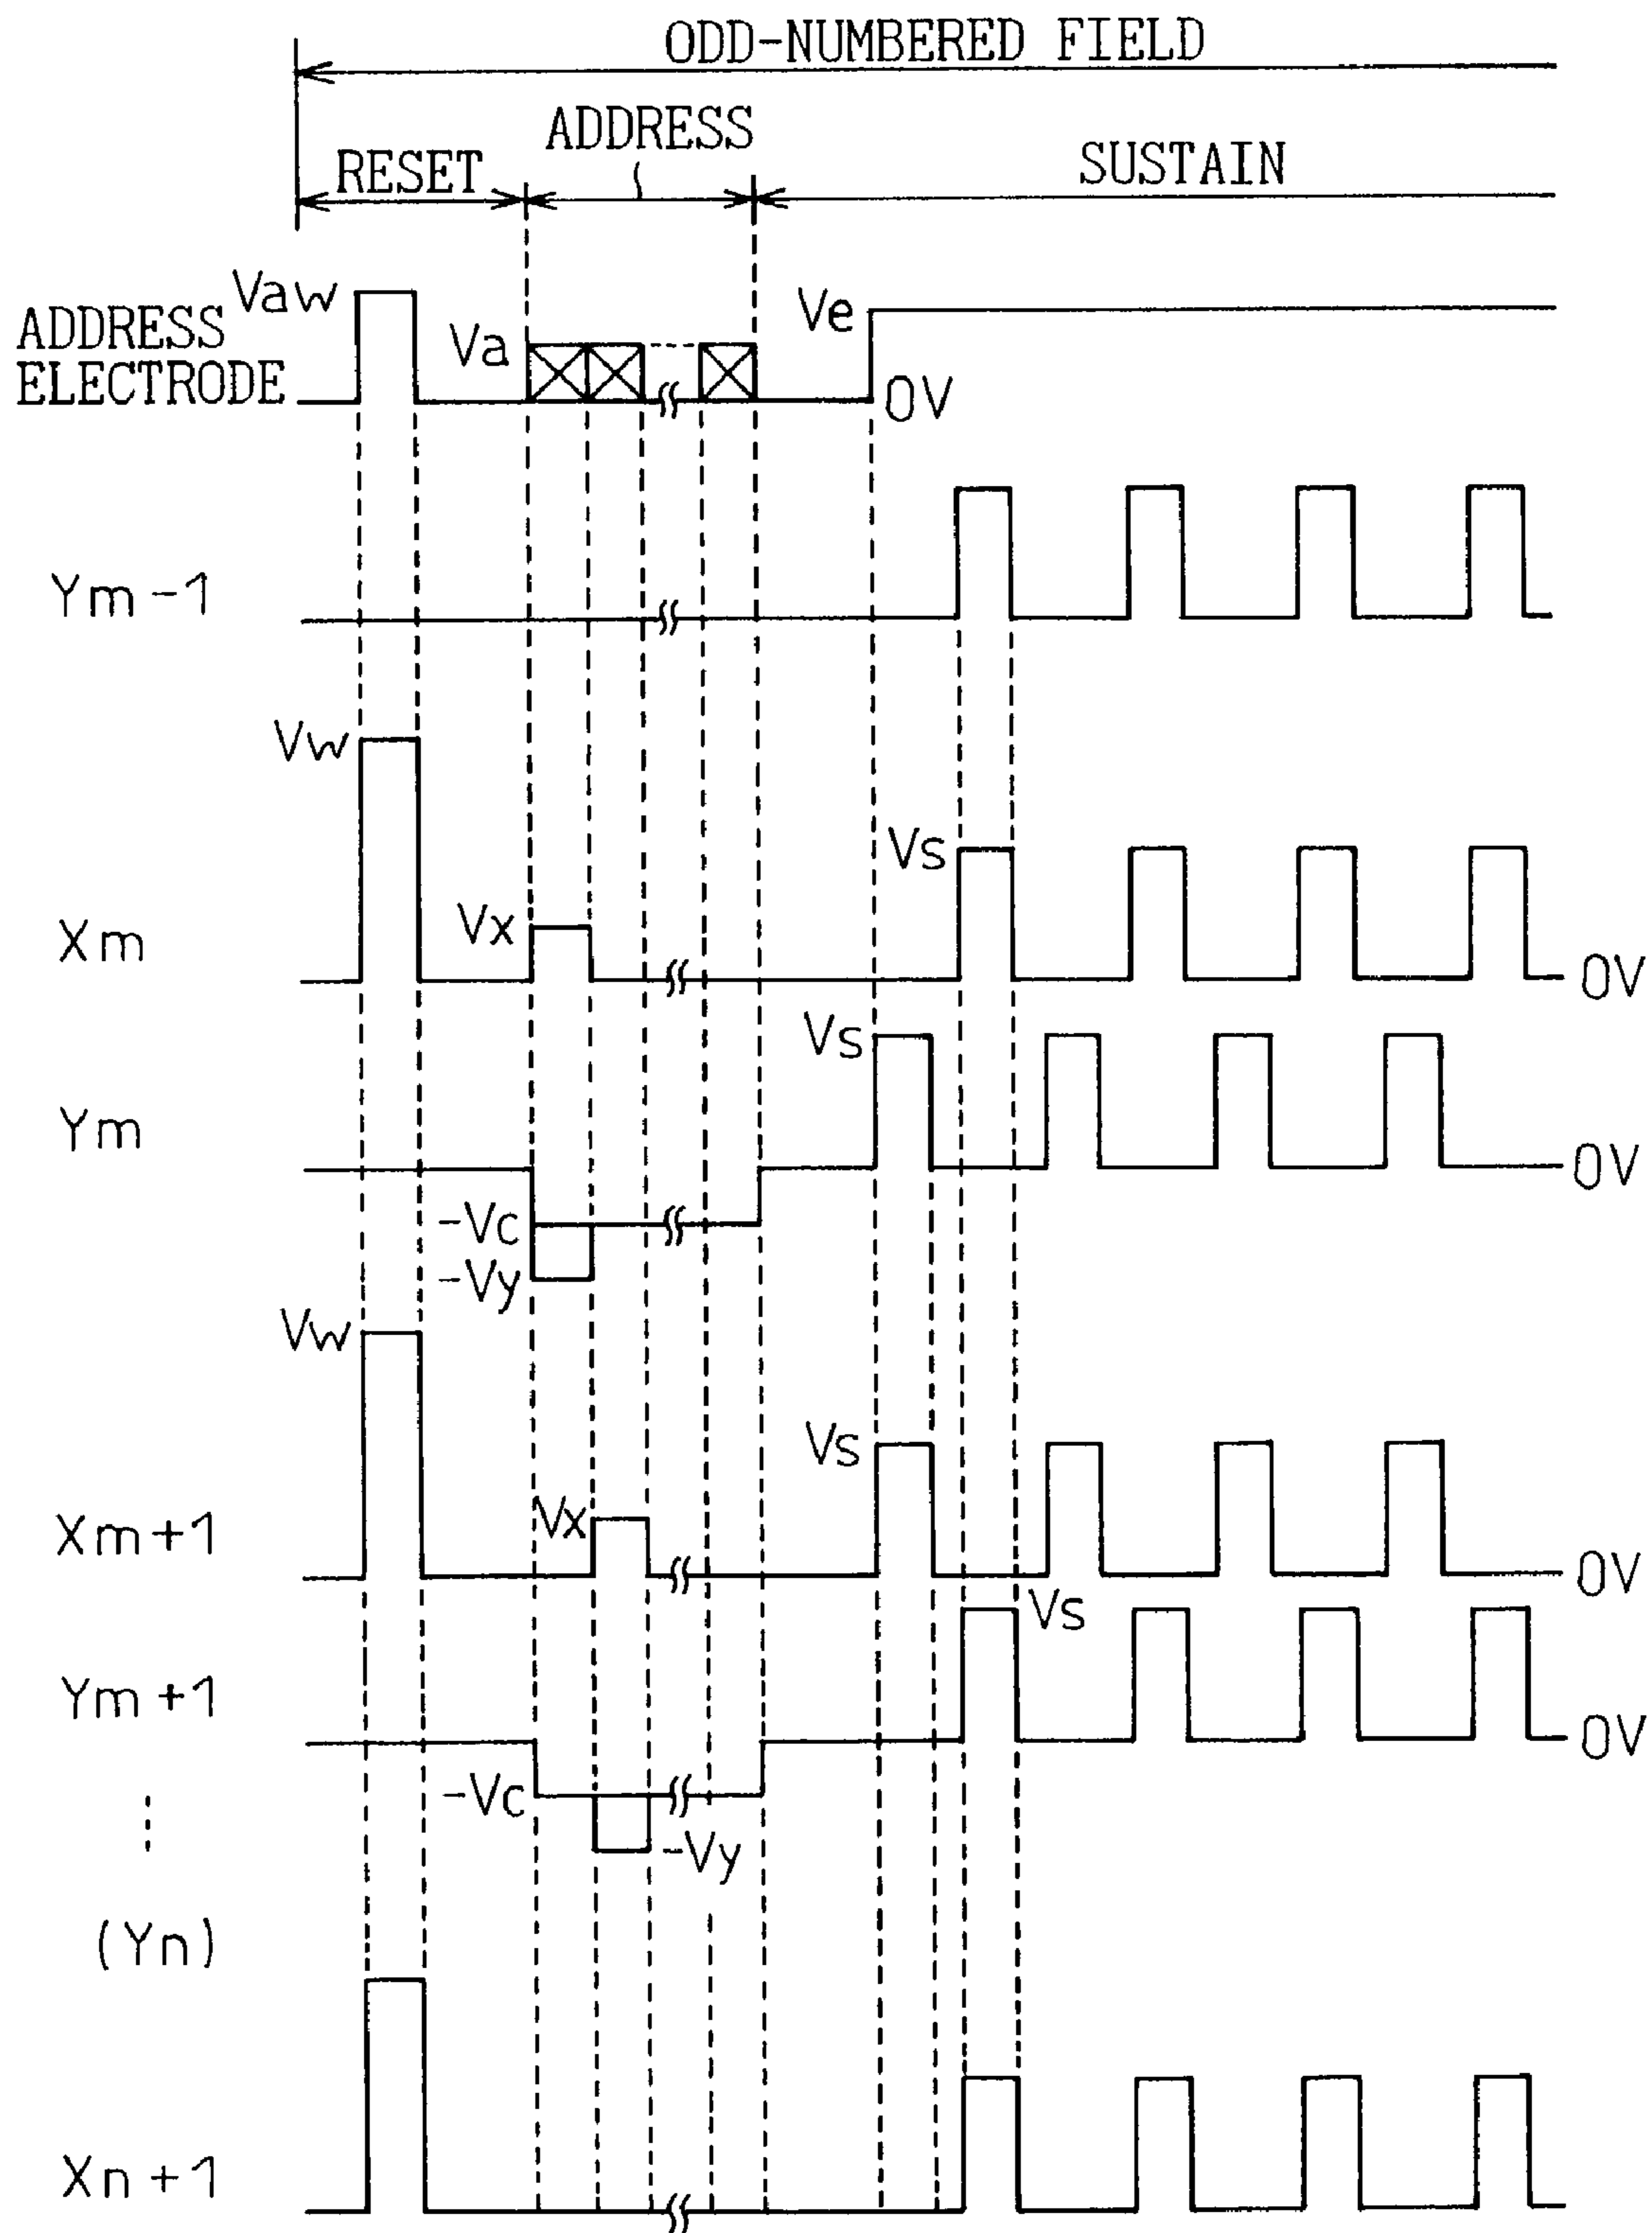 ODD-NUMBERED FIELD
ADDRESS
RESET
SUSTAIN
Vaw
Ve
ADDRESS
ELECTRODE
Va
0V
Ym-1
Vw
Vs
Vx
Xm
0V
Vs
Ym
0V
-Vc
-Vy
Vw
Vs
Vx
Xm+1
0V
Vs
Ym+1
0V
-Vc
-Vy
(Yn)
Xn+1